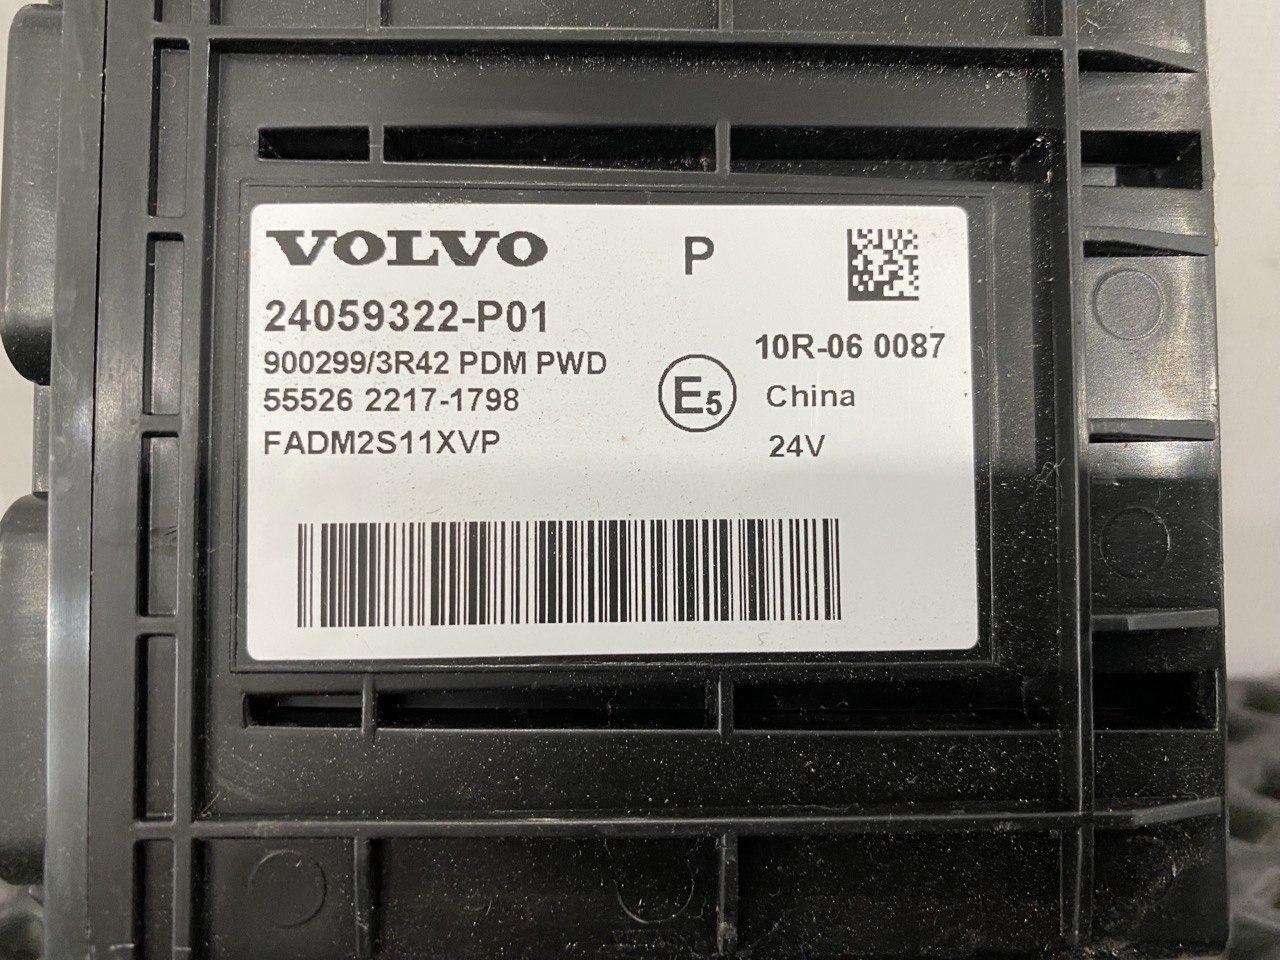 VOLVO P
24059322-P01
900299/3R42 PDM PWD
55526 2217-1798
FADM2S11XVP
E5
10R-06 0087
China
24V